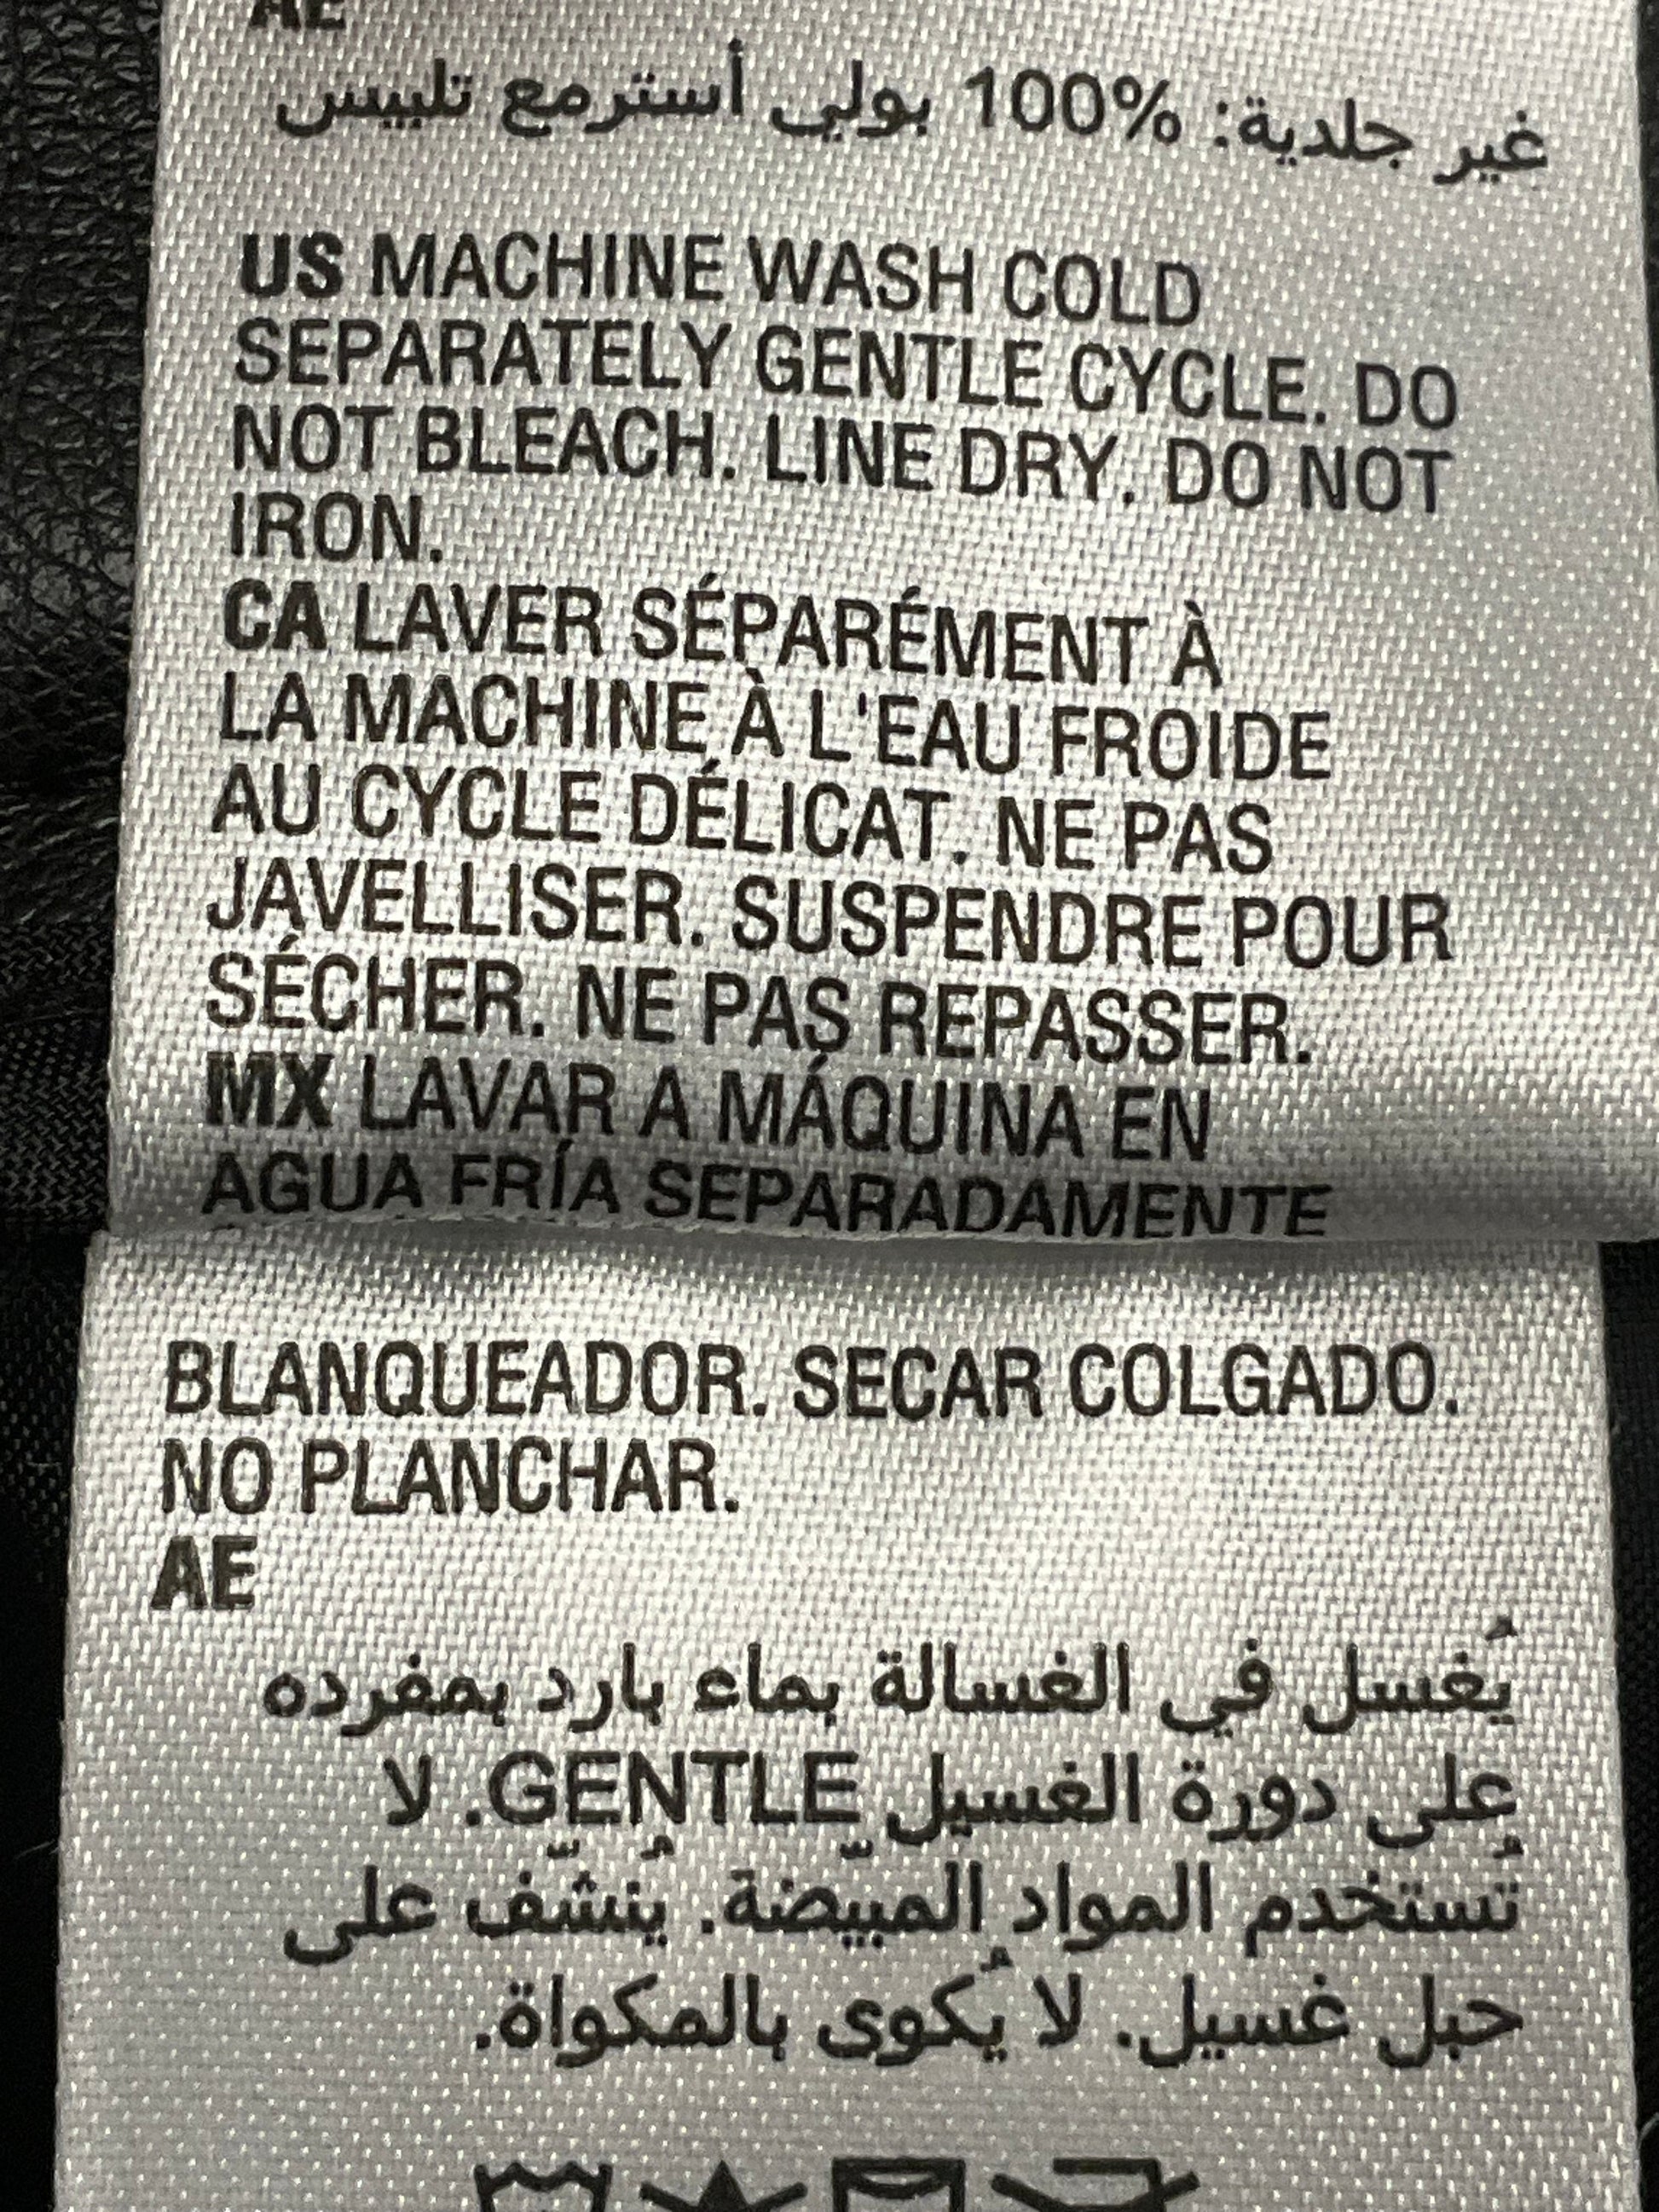 AE
غير جلدية: 100% بولي أسترمع تلبيس
US MACHINE WASH COLD
SEPARATELY GENTLE CYCLE. DO
NOT BLEACH. LINE DRY. DO NOT
IRON.
CA LAVER SÉPARÉMENT À
LA MACHINE À L'EAU FROIDE
AU CYCLE DÉLICAT. NE PAS
JAVELLISER. SUSPENDRE POUR
SÉCHER. NE PAS REPASSER.
MX LAVAR A MÁQUINA EN
AGUA FRÍA SEPARADAMENTE
BLANQUEADOR. SECAR COLGADO.
NO PLANCHAR.
AE
يُغسل في الغسالة بماء بارد بمفرده
على دورة الغسيل GENTLE. لا
تُستخدم المواد المبيّضة. يُنشّف على
حبل غسيل. لا يُكوى بالمكواة.